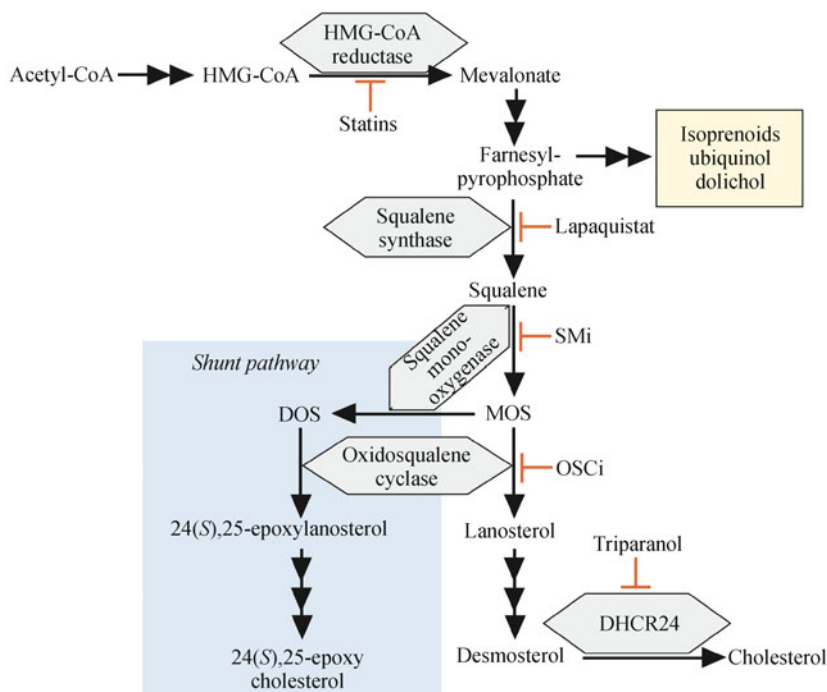 HMG-CoA
reductase
Acetyl-CoA
HMG-CoA
Mevalonate
Statins
Farnesyl-
pyrophosphate
Isoprenoids
ubiquinol
dolichol
Squalene
synthase
Lapaquistat
Squalene
Squalene
mono-
oxygenase
SMi
Shunt pathway
DOS
MOS
Oxidosqualene
cyclase
OSCi
24(S),25-epoxylanosterol
Lanosterol
Triparanol
DHCR24
24(S),25-epoxy
cholesterol
Desmosterol
Cholesterol